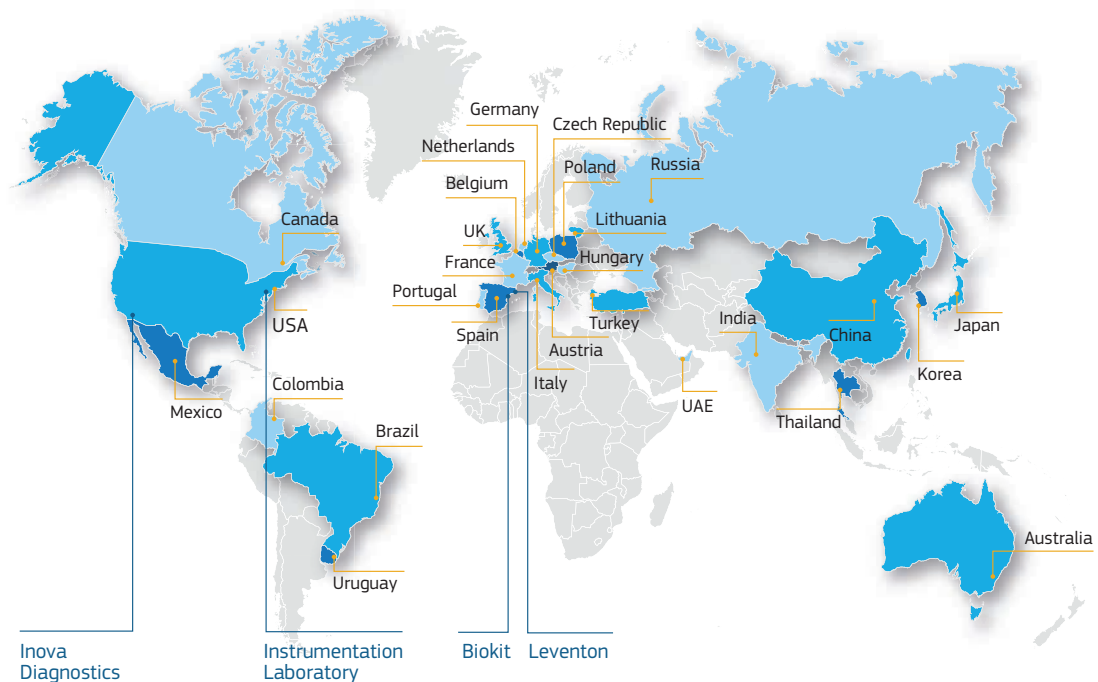 Germany
Czech Republic
Netherlands
Poland
Russia
Belgium
Canada
UK
Lithuania
France
Hungary
Portugal
USA
Spain
Turkey
India
China
Japan
Austria
Korea
Mexico
Colombia
Italy
UAE
Thailand
Brazil
Australia
Uruguay
Inova
Diagnostics
Instrumentation
Laboratory
Biokit
Leventon